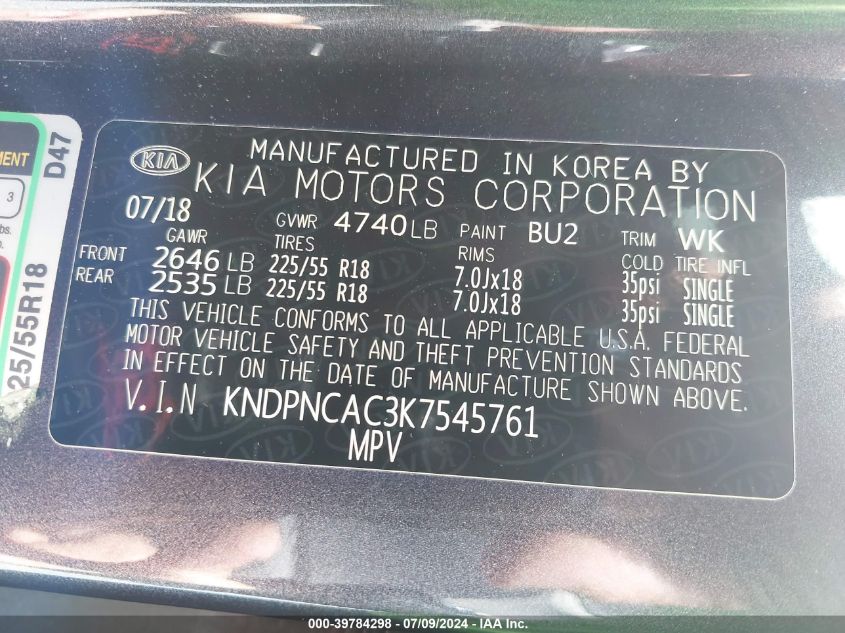 KIA
MANUFACTURED IN KOREA BY
KIA MOTORS CORPORATION
07/18 GVWR 4740LB PAINT BU2 TRIM WK
GAWR TIRES RIMS COLD TIRE INFL
FRONT 2646 LB 225/55 R18 7.0Jx18 35psi SINGLE
REAR 2535 LB 225/55 R18 7.0Jx18 35psi SINGLE
THIS VEHICLE CONFORMS TO ALL APPLICABLE U.S.A. FEDERAL
MOTOR VEHICLE SAFETY AND THEFT PREVENTION STANDARDS
IN EFFECT ON THE DATE OF MANUFACTURE SHOWN ABOVE.
V.I.N KNDPNCAC3K7545761
MPV
MENT
3
bs.
D47
25/55R18
000-39784298 - 07/09/2024 - IAA Inc.